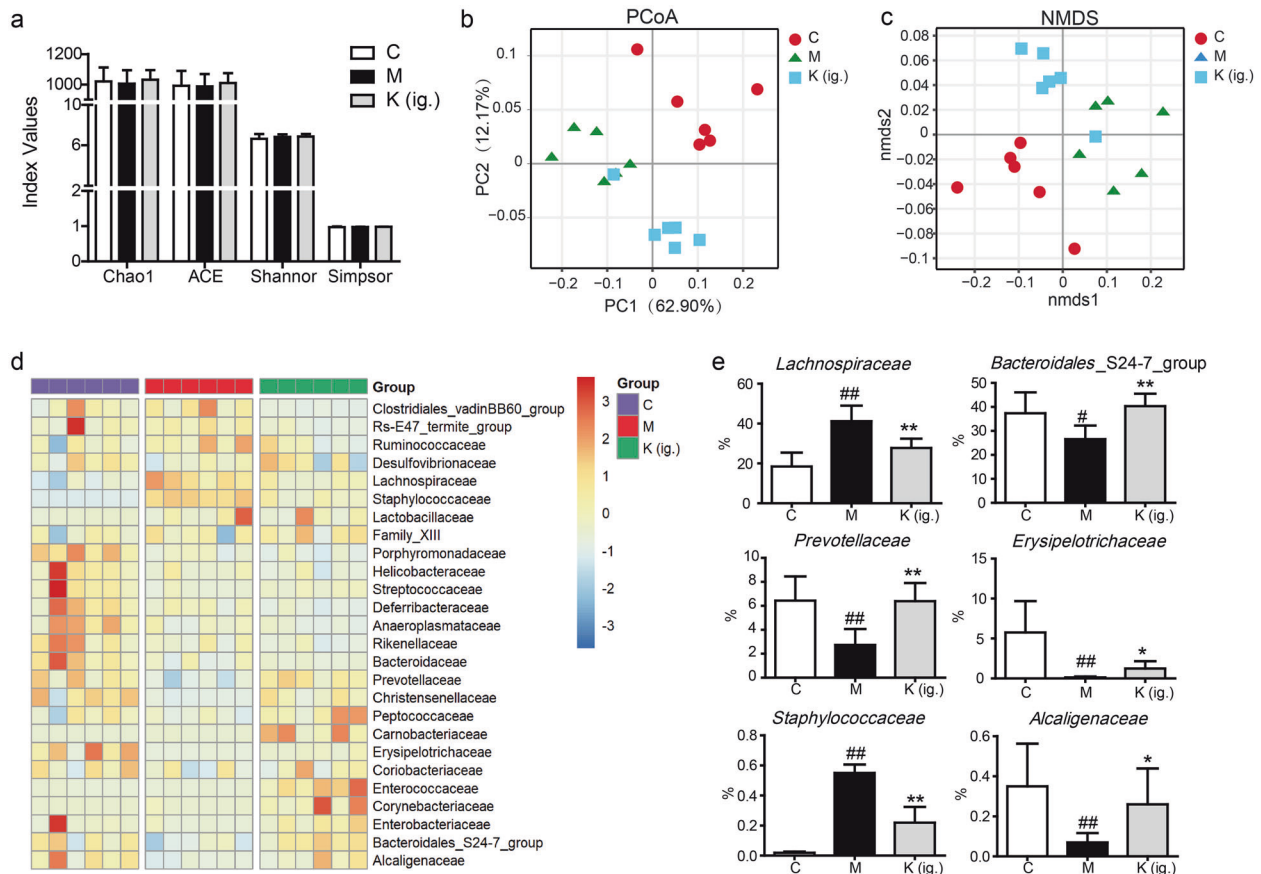 a
1200
1000
10
6
2
1
0
Index Values
Chao1 ACE Shannor Simpsor
C
M
K (ig.)
b
PCoA
0.1
0.05
0
−0.05
PC2（12.17%）
−0.2 −0.1 0 0.1 0.2
PC1（62.90%）
C
M
K (ig.)
c
NMDS
0.08
0.06
0.04
0.02
0
−0.02
−0.04
−0.06
−0.08
−0.1
nmds2
−0.2 −0.1 0 0.1 0.2
nmds1
C
M
K (ig.)
d
Group
Clostridiales_vadinBB60_group
Rs-E47_termite_group
Ruminococcaceae
Desulfovibrionaceae
Lachnospiraceae
Staphylococcaceae
Lactobacillaceae
Family_XIII
Porphyromonadaceae
Helicobacteraceae
Streptococcaceae
Deferribacteraceae
Anaeroplasmataceae
Rikenellaceae
Bacteroidaceae
Prevotellaceae
Christensenellaceae
Peptococcaceae
Carnobacteriaceae
Erysipelotrichaceae
Coriobacteriaceae
Enterococcaceae
Corynebacteriaceae
Enterobacteriaceae
Bacteroidales_S24-7_group
Alcaligenaceae
3
2
1
0
-1
-2
-3
Group
C
M
K (ig.)
e
Lachnospiraceae
60
40
20
0
%
##
**
C M K (ig.)
Bacteroidales_S24-7_group
50
40
30
20
10
0
%
#
**
C M K (ig.)
Prevotellaceae
10
8
6
4
2
0
%
##
**
C M K (ig.)
Erysipelotrichaceae
15
10
5
0
%
##
*
C M K (ig.)
Staphylococcaceae
0.8
0.6
0.4
0.2
0.0
%
##
**
C M K (ig.)
Alcaligenaceae
0.6
0.4
0.2
0.0
%
##
*
C M K (ig.)